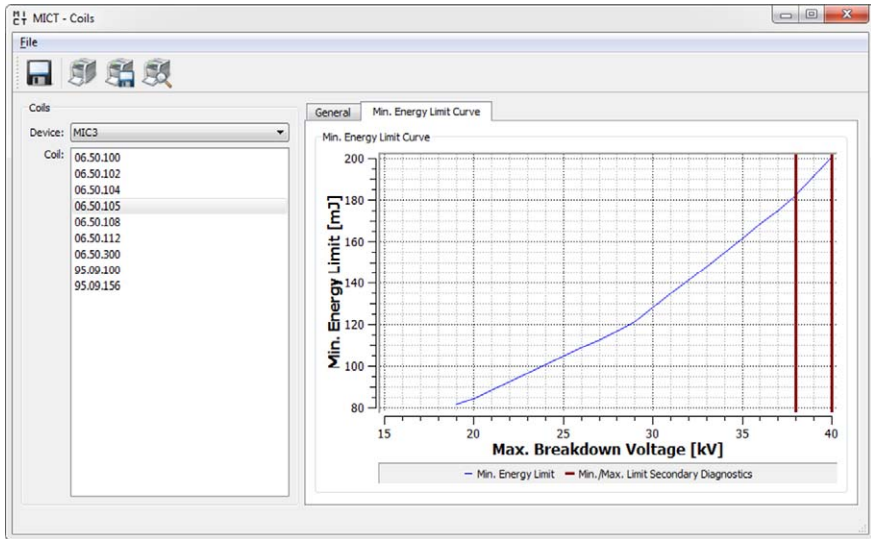 MICT - Coils
File
Coils
Device: MIC3
Coil:
06.50.100
06.50.102
06.50.104
06.50.105
06.50.108
06.50.112
06.50.300
95.09.100
95.09.156
General
Min. Energy Limit Curve
Min. Energy Limit Curve
Min. Energy Limit [mJ]
200
180
160
140
120
100
80
15 20 25 30 35 40
Max. Breakdown Voltage [kV]
Min. Energy Limit Min./Max. Limit Secondary Diagnostics